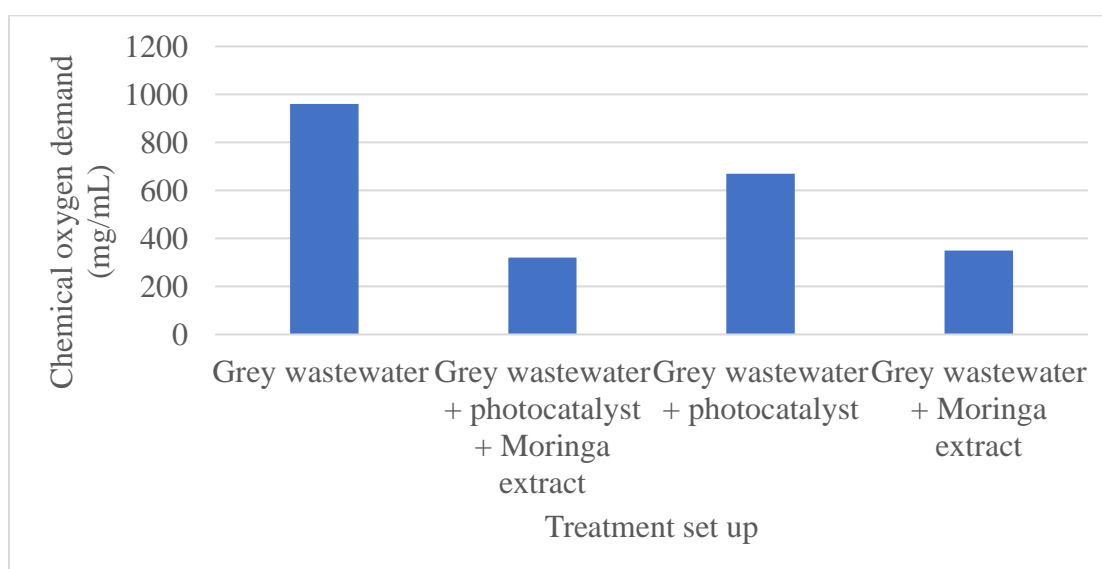 Chemical oxygen demand
(mg/mL)
1200
1000
800
600
400
200
0
Grey wastewater
Grey wastewater
+ photocatalyst
+ Moringa
extract
Grey wastewater
+ photocatalyst
Grey wastewater
+ Moringa
extract
Treatment set up